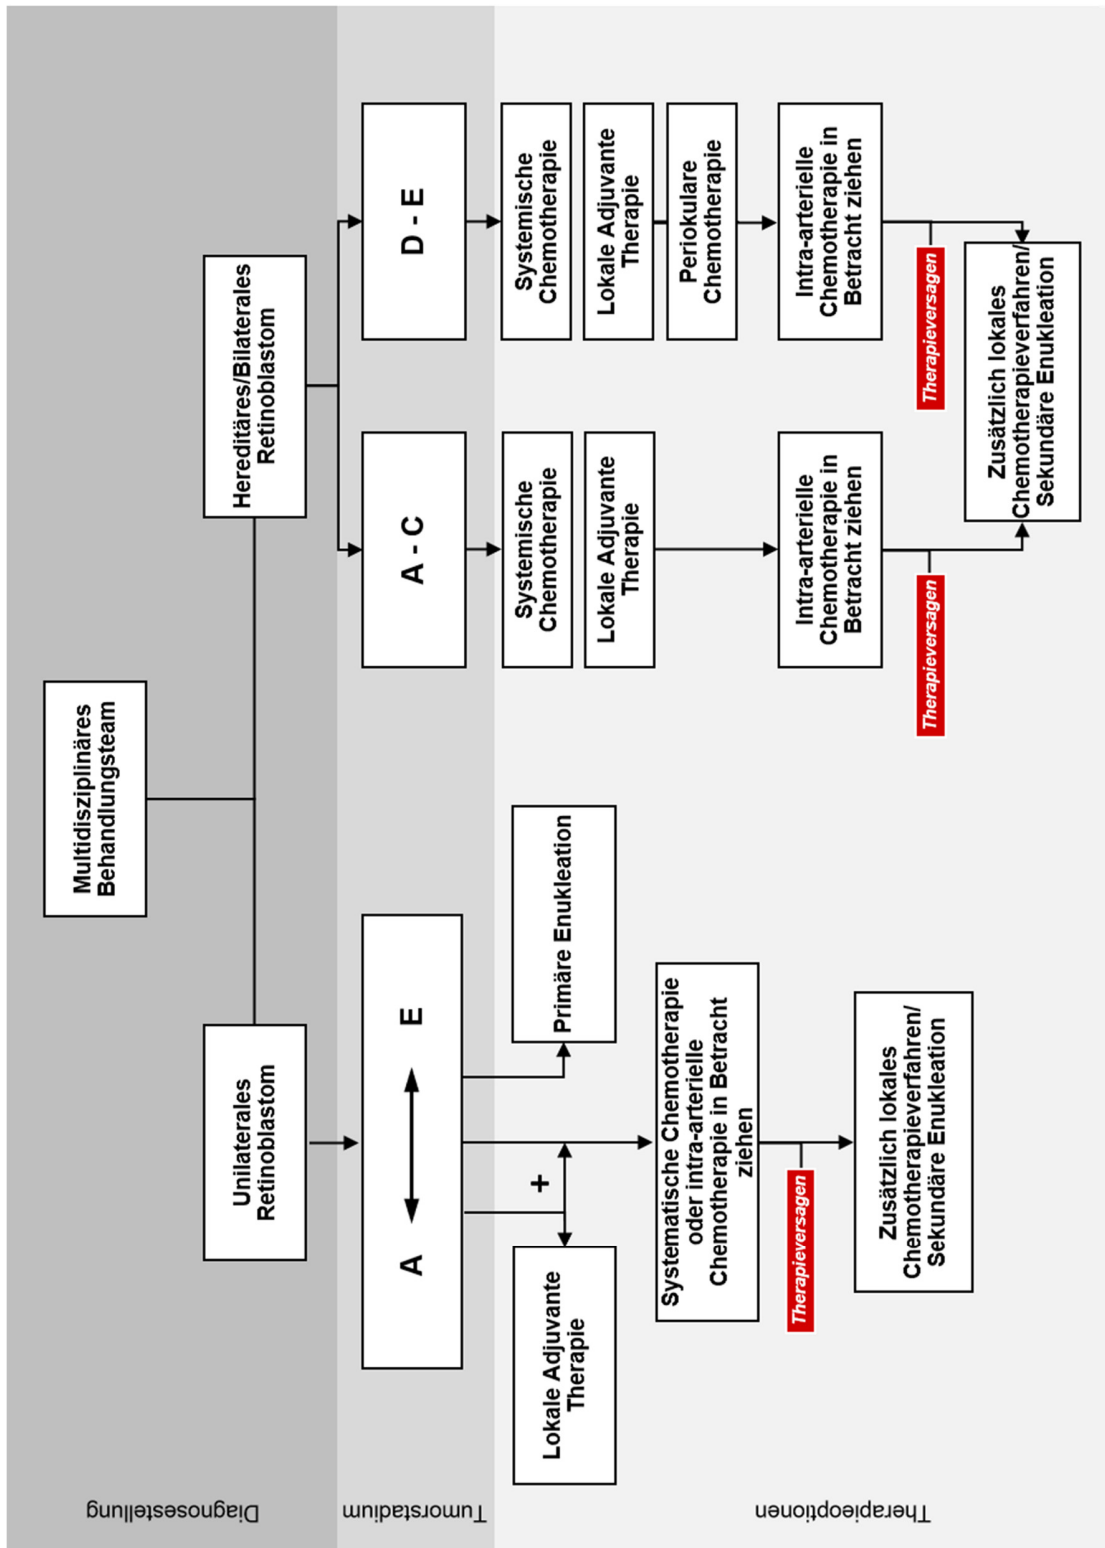 Diagnosestellung
Multidisziplinäres
Behandlungsteam
Unilaterales
Retinoblastom
Hereditäres/Bilaterales
Retinoblastom
Tumorstadium
A
E
A - C
D - E
Therapieoptionen
Lokale Adjuvante
Therapie
+
Primäre Enukleation
Systematische Chemotherapie
oder intra-arterielle
Chemotherapie in Betracht
ziehen
Therapieversagen
Zusätzlich lokales
Chemotherapieverfahren/
Sekundäre Enukleation
Systemische
Chemotherapie
Lokale Adjuvante
Therapie
Intra-arterielle
Chemotherapie in
Betracht ziehen
Therapieversagen
Systemische
Chemotherapie
Lokale Adjuvante
Therapie
Periokulare
Chemotherapie
Intra-arterielle
Chemotherapie in
Betracht ziehen
Therapieversagen
Zusätzlich lokales
Chemotherapieverfahren/
Sekundäre Enukleation